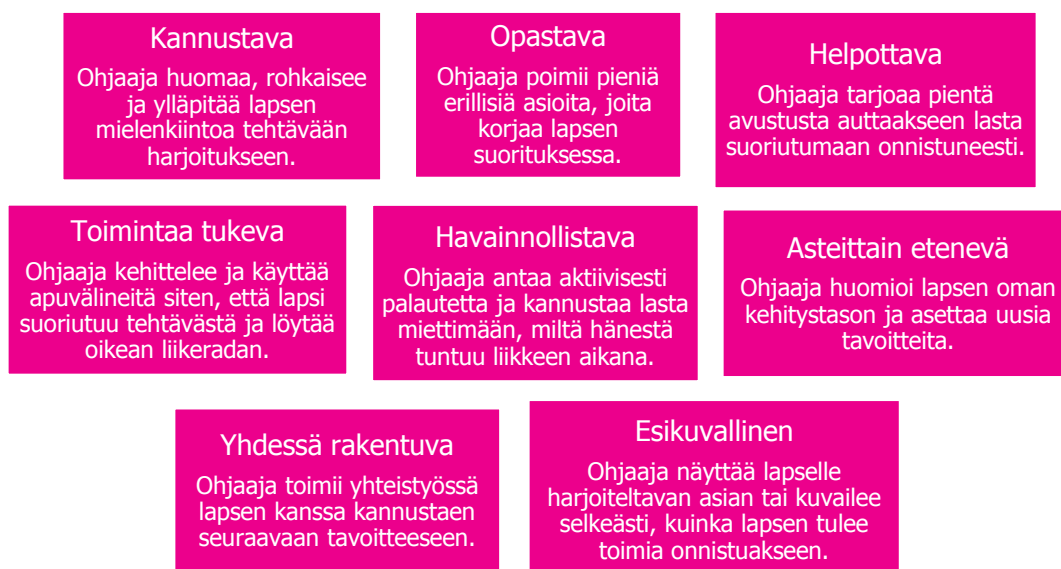 Kannustava
Ohjaaja huomaa, rohkaisee
ja ylläpitää lapsen
mielenkiintoa tehtävään
harjoitukseen.
Opastava
Ohjaaja poimii pieniä
erillisiä asioita, joita
korjaa lapsen
suorituksessa.
Helpottava
Ohjaaja tarjoaa pientä
avustusta auttaakseen lasta
suoriutumaan onnistuneesti.
Toimintaa tukeva
Ohjaaja kehittelee ja käyttää
apuvälineitä siten, että lapsi
suoriutuu tehtävästä ja löytää
oikean liikeradan.
Havainnollistava
Ohjaaja antaa aktiivisesti
palautetta ja kannustaa lasta
miettimään, miltä hänestä
tuntuu liikkeen aikana.
Asteittain etenevä
Ohjaaja huomioi lapsen oman
kehitystason ja asettaa uusia
tavoitteita.
Yhdessä rakentuva
Ohjaaja toimii yhteistyössä
lapsen kanssa kannustaen
seuraavaan tavoitteeseen.
Esikuvallinen
Ohjaaja näyttää lapselle
harjoiteltavan asian tai kuvailee
selkeästi, kuinka lapsen tulee
toimia onnistuakseen.